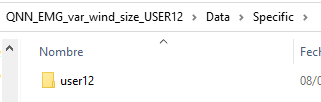 QNN_EMG_var_wind_size_USER12 > Data > Specific >
Nombre
user12
08/0